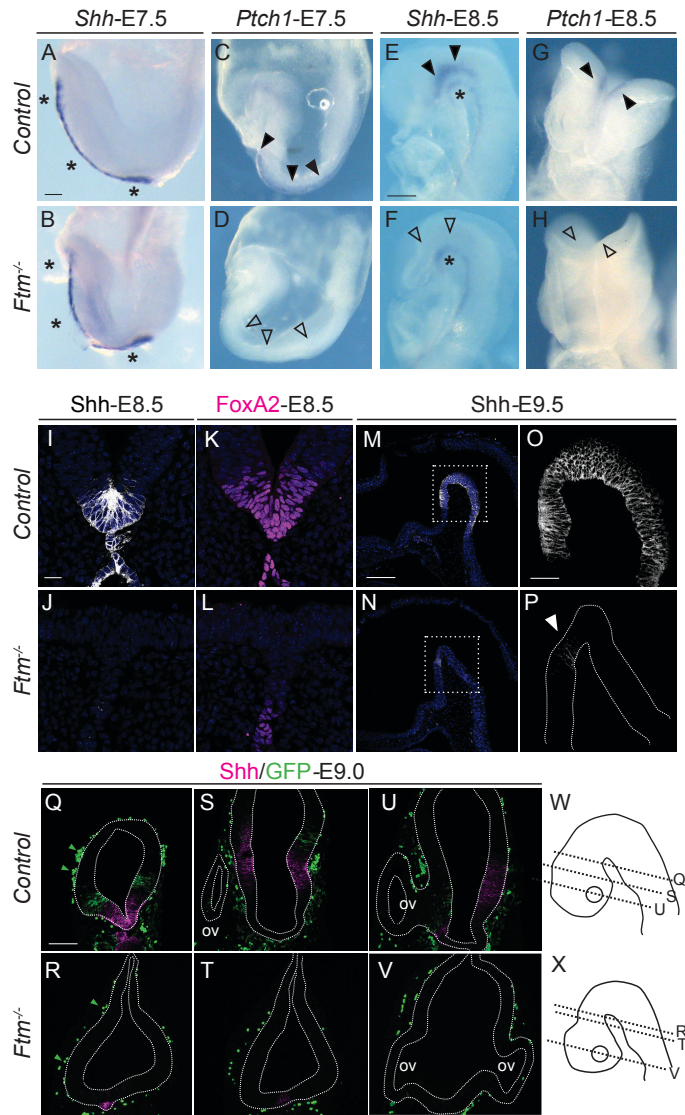 Shh-E7.5 Ptch1-E7.5 Shh-E8.5 Ptch1-E8.5
Control
A * * *
C
E *
G
Ftm-/-
B * * *
D
F *
H
Shh-E8.5 FoxA2-E8.5 Shh-E9.5
Control
I K M O
Ftm-/-
J L N P
Shh/GFP-E9.0
Control
Q S U W
ov ov
Q
S
U
Ftm-/-
R T V X
ov ov
R
T
V